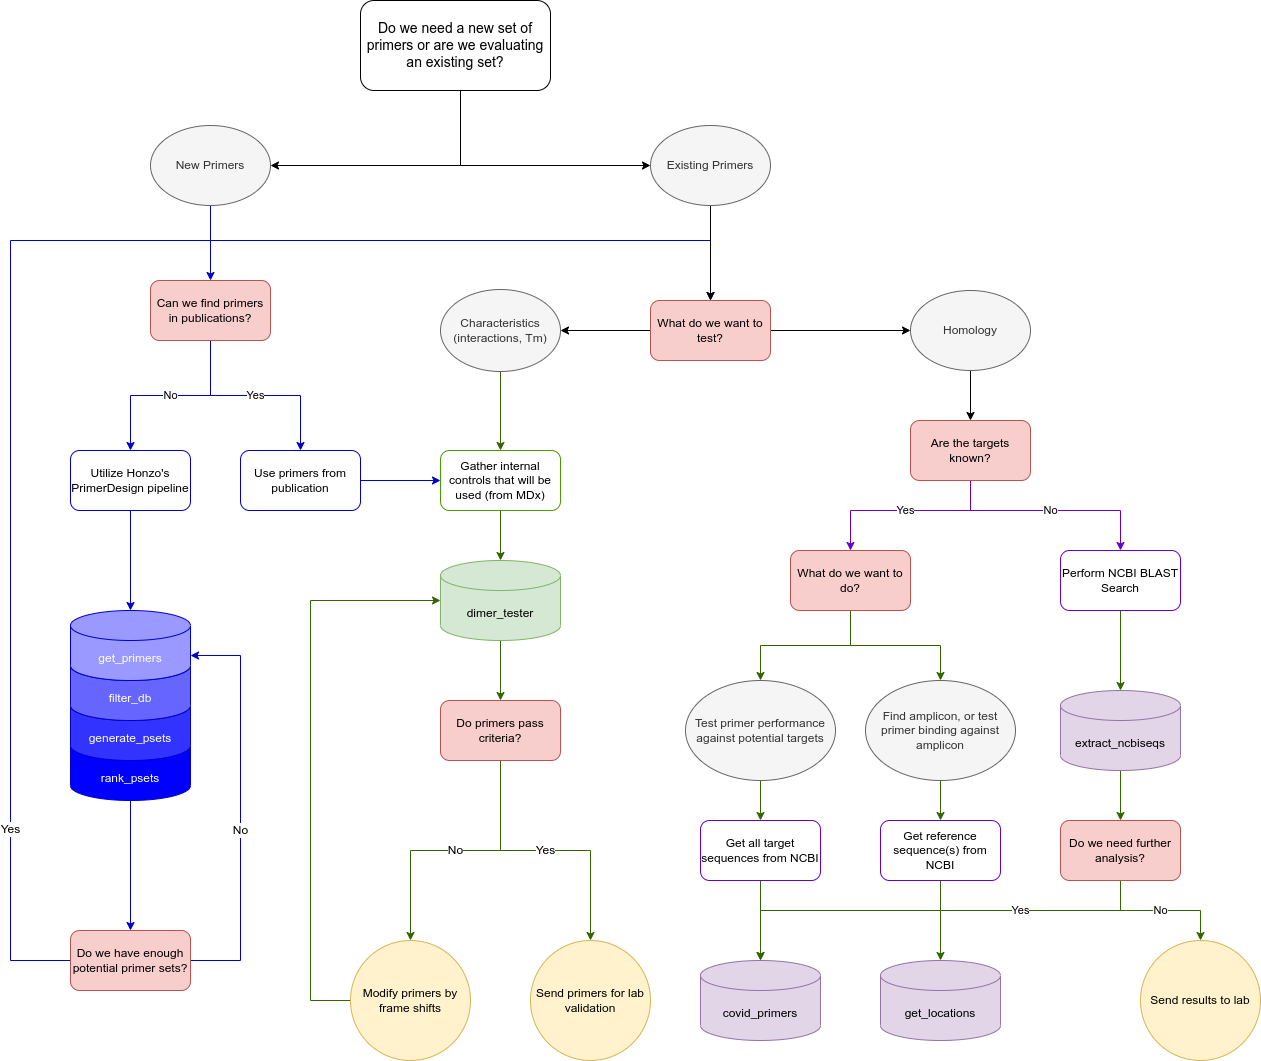 Do we need a new set of
primers or are we evaluating
an existing set?
New Primers
Existing Primers
Can we find primers
in publications?
Characteristics
(interactions, Tm)
What do we want to
test?
Homology
No
Yes
Are the targets
known?
Utilize Honzo's
PrimerDesign pipeline
Use primers from
publication
Gather internal
controls that will be
used (from MDx)
Yes
No
What do we want to
do?
Perform NCBI BLAST
Search
dimer_tester
get_primers
filter_db
generate_psets
rank_psets
Do primers pass
criteria?
Test primer performance
against potential targets
Find amplicon, or test
primer binding against
amplicon
extract_ncbiseqs
Yes
No
No
Yes
Get all target
sequences from NCBI
Get reference
sequence(s) from
NCBI
Do we need further
analysis?
Yes
No
Do we have enough
potential primer sets?
Modify primers by
frame shifts
Send primers for lab
validation
covid_primers
get_locations
Send results to lab